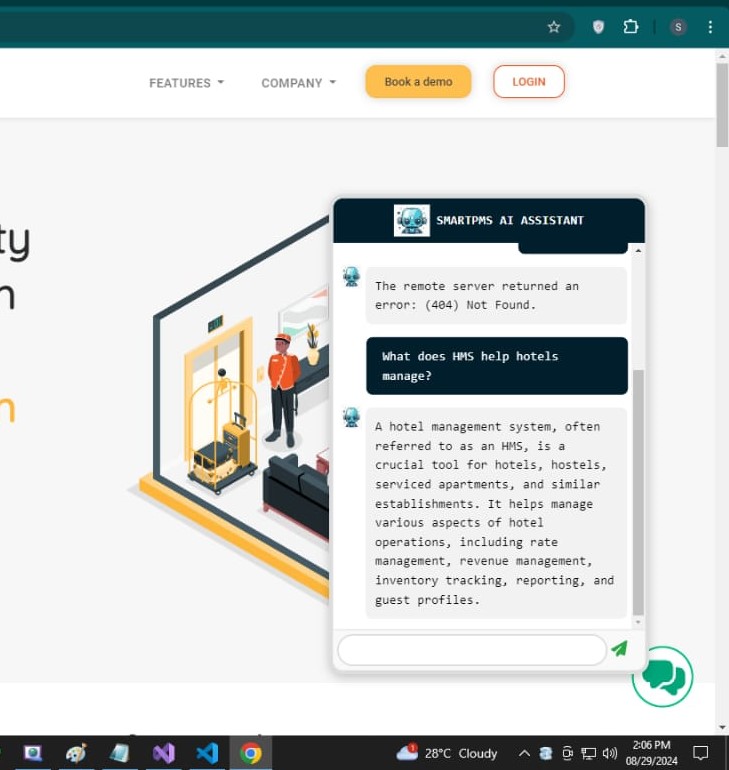 S
FEATURES
COMPANY
Book a demo
LOGIN
ty
n
n
SMARTPMS AI ASSISTANT
The remote server returned an
error: (404) Not Found.
What does HMS help hotels
manage?
A hotel management system, often
referred to as an HMS, is a
crucial tool for hotels, hostels,
serviced apartments, and similar
establishments. It helps manage
various aspects of hotel
operations, including rate
management, revenue management,
inventory tracking, reporting, and
guest profiles.
1
28°C Cloudy
2:06 PM
08/29/2024